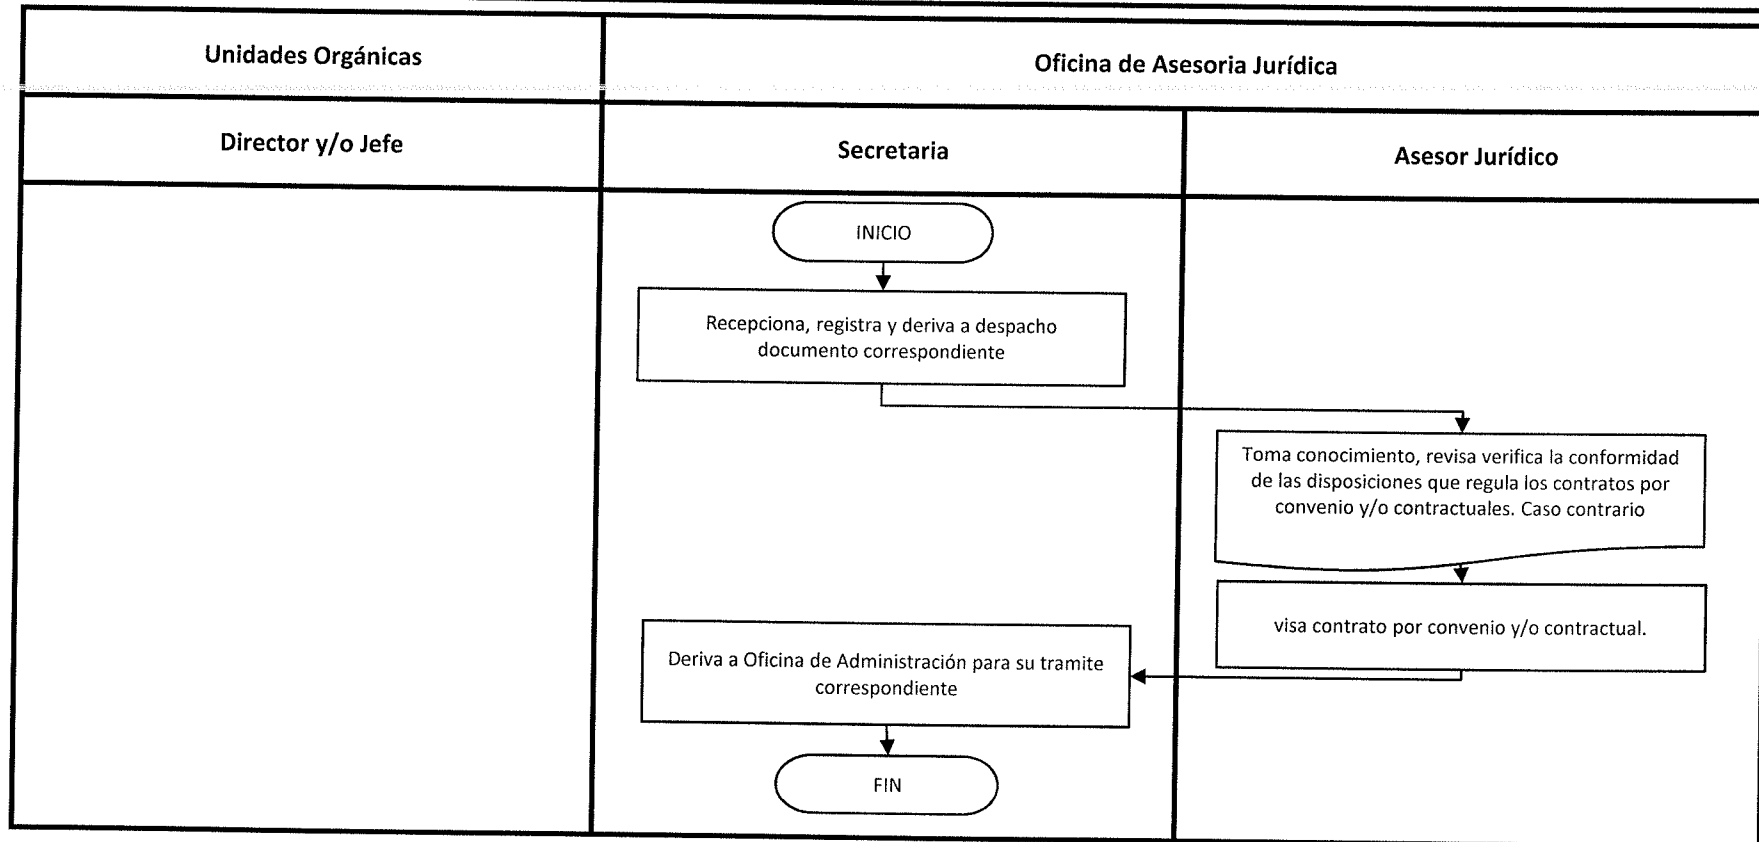 Unidades Orgánicas
Oficina de Asesoria Jurídica
Director y/o Jefe
Secretaria
Asesor Jurídico
INICIO
Recepciona, registra y deriva a despacho
documento correspondiente
Toma conocimiento, revisa verifica la conformidad
de las disposiciones que regula los contratos por
convenio y/o contractuales. Caso contrario
visa contrato por convenio y/o contractual.
Deriva a Oficina de Administración para su tramite
correspondiente
FIN